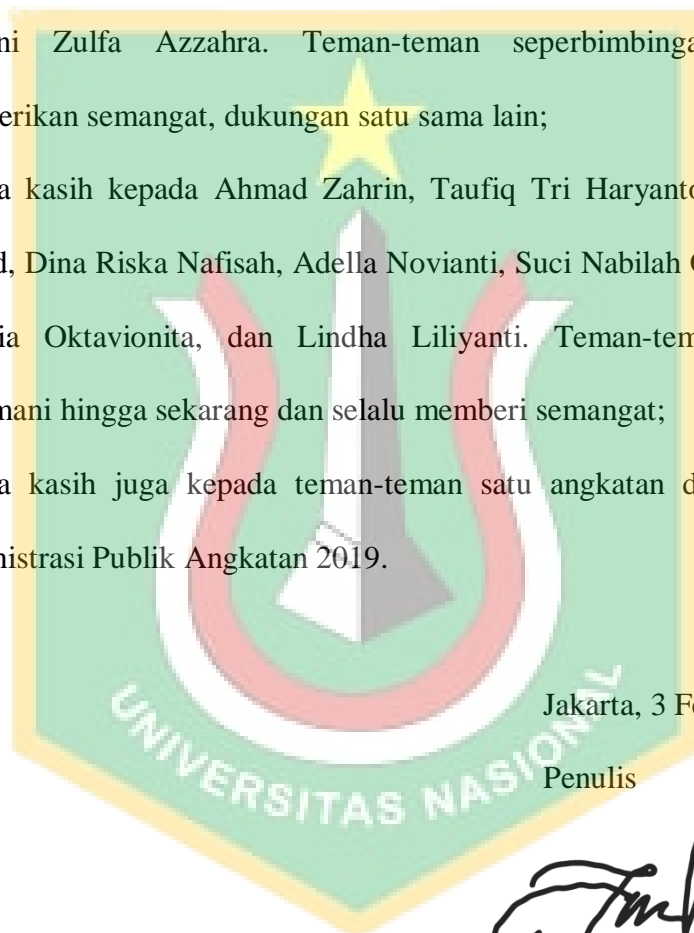 ni Zulfa Azzahra. Teman-teman seperbimbinga
erikan semangat, dukungan satu sama lain;
a kasih kepada Ahmad Zahrin, Taufiq Tri Haryanto
d, Dina Riska Nafisah, Adella Novianti, Suci Nabilah
ia Oktavionita, dan Lindha Liliyanti. Teman-tem
mani hingga sekarang dan selalu memberi semangat;
a kasih juga kepada teman-teman satu angkatan d
nistrasi Publik Angkatan 2019.
Jakarta, 3 Fe
Penulis
UNIVERSITAS NASIONAL